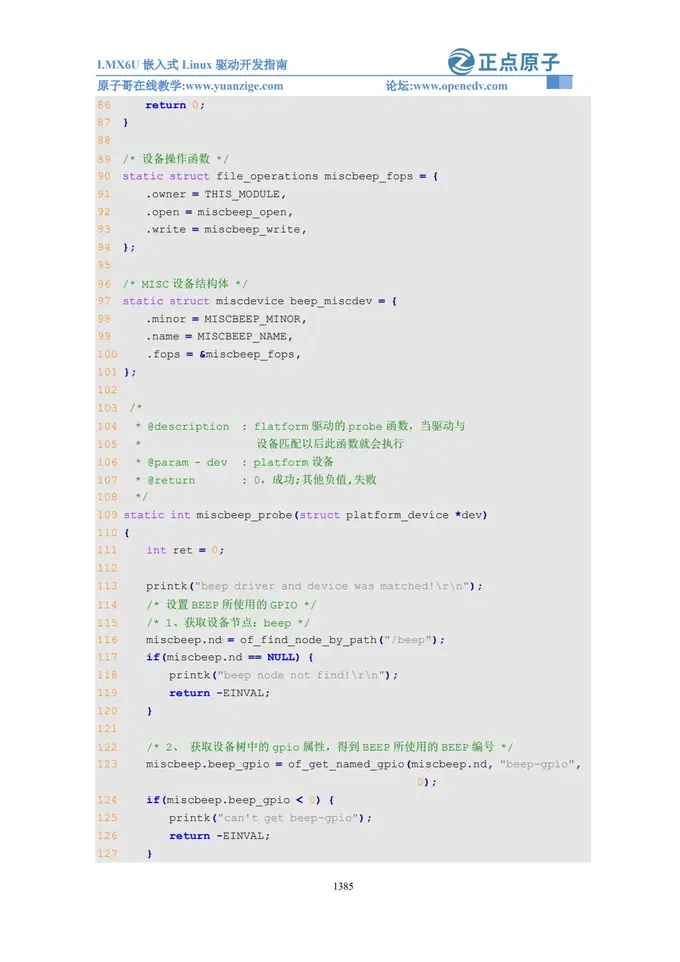 I.MX6U 嵌入式 Linux 驱动开发指南
正点原子
原子哥在线教学:www.yuanzige.com 论坛:www.openedv.com
86 return 0;
87 }
88
89 /* 设备操作函数 */
90 static struct file_operations miscbeep_fops = {
91 .owner = THIS_MODULE,
92 .open = miscbeep_open,
93 .write = miscbeep_write,
94 };
95
96 /* MISC 设备结构体 */
97 static struct miscdevice beep_miscdev = {
98 .minor = MISCBEEP_MINOR,
99 .name = MISCBEEP_NAME,
100 .fops = &miscbeep_fops,
101 };
102
103 /*
104 * @description : flatform 驱动的 probe 函数，当驱动与
105 * 设备匹配以后此函数就会执行
106 * @param - dev : platform 设备
107 * @return : 0，成功;其他负值,失败
108 */
109 static int miscbeep_probe(struct platform_device *dev)
110 {
111 int ret = 0;
112
113 printk("beep driver and device was matched!\r\n");
114 /* 设置 BEEP 所使用的 GPIO */
115 /* 1、获取设备节点：beep */
116 miscbeep.nd = of_find_node_by_path("/beep");
117 if(miscbeep.nd == NULL) {
118 printk("beep node not find!\r\n");
119 return -EINVAL;
120 }
121
122 /* 2、 获取设备树中的 gpio 属性，得到 BEEP 所使用的 BEEP 编号 */
123 miscbeep.beep_gpio = of_get_named_gpio(miscbeep.nd, "beep-gpio",
0);
124 if(miscbeep.beep_gpio < 0) {
125 printk("can't get beep-gpio");
126 return -EINVAL;
127 }
1385